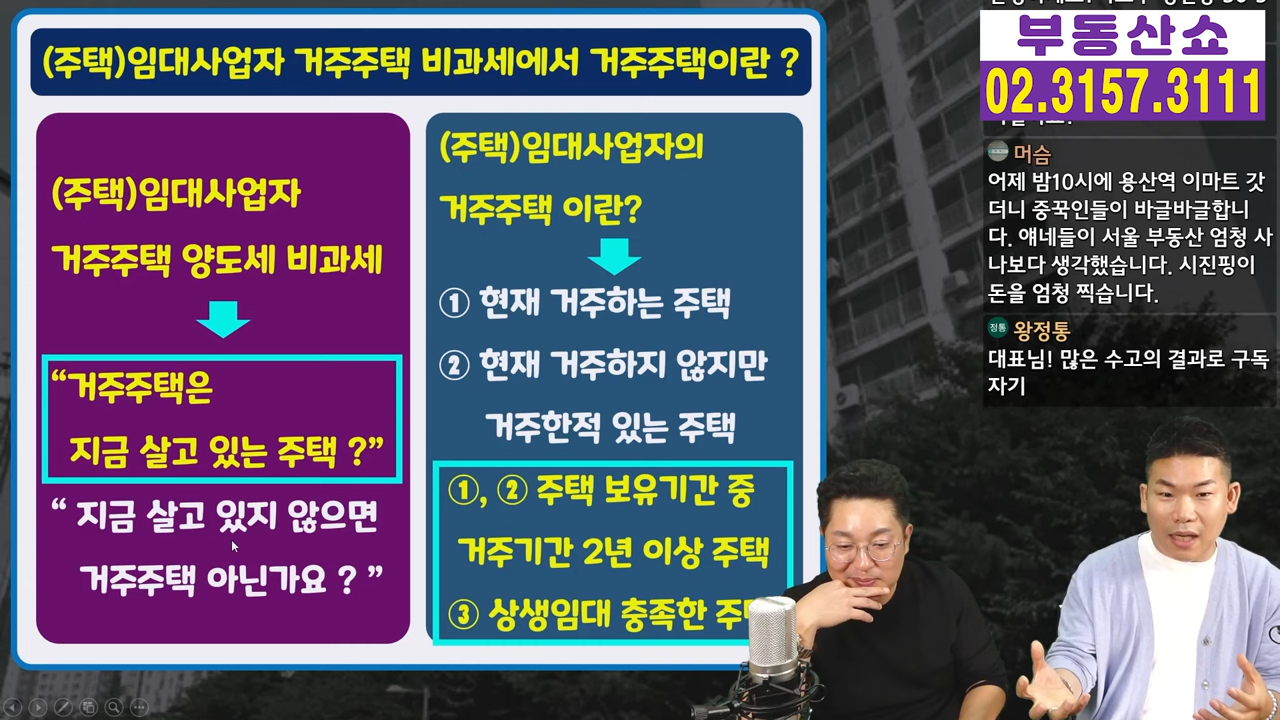 (주택)임대사업자 거주주택 비과세에서 거주주택이란 ?
(주택)임대사업자
거주주택 양도세 비과세
“거주주택은
지금 살고 있는 주택 ?”
“ 지금 살고 있지 않으면
거주주택 아닌가요 ? ”
(주택)임대사업자의
거주주택 이란?
① 현재 거주하는 주택
② 현재 거주하지 않지만
거주한적 있는 주택
①, ② 주택 보유기간 중
거주기간 2년 이상 주택
③ 상생임대 충족한
부동산쇼
02.3157.3111
머슴
어제 밤10시에 용산역 이마트 갓
더니 중꾹인들이 바글바글합니
다. 얘네들이 서울 부동산 엄청 사
나보다 생각했습니다. 시진핑이
돈을 엄청 찍습니다.
정통 왕정통
대표님! 많은 수고의 결과로 구독
자기